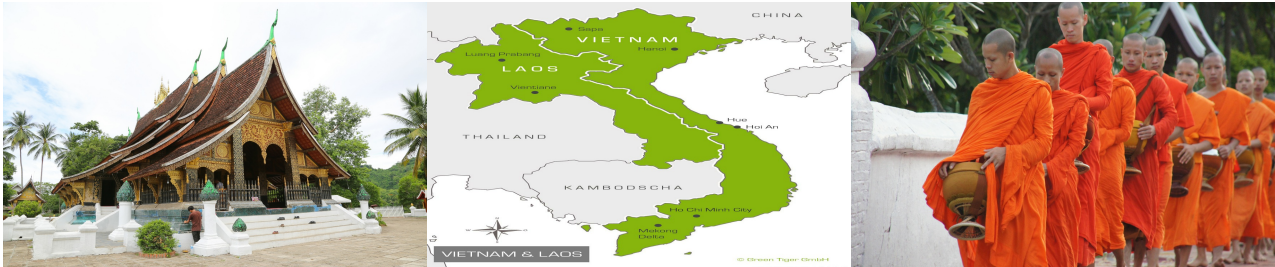 CHINA
Sapa
VIETNAM
Hanoi
Luang Prabang
LAOS
Vientiane
Hue
Hoi An
THAILAND
KAMBODSCHA
Ho Chi Minh City
Mekong
Delta
VIETNAM & LAOS
© Green Tiger GmbH